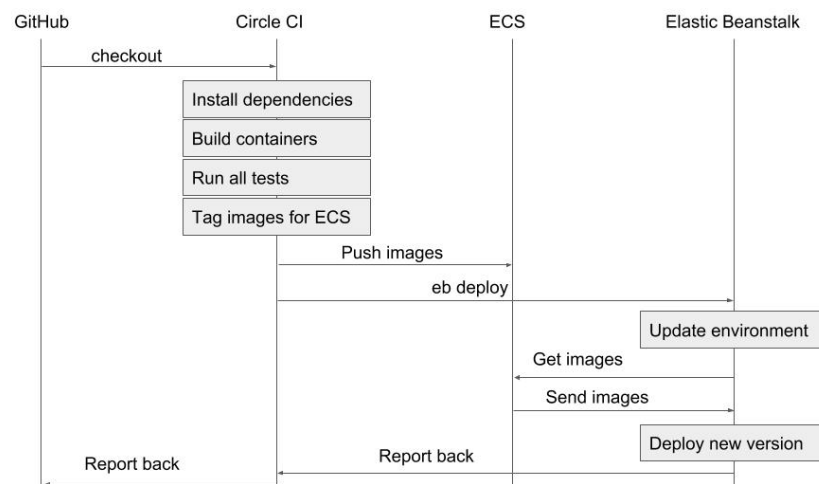 GitHub
Circle CI
ECS
Elastic Beanstalk
checkout
Install dependencies
Build containers
Run all tests
Tag images for ECS
Push images
eb deploy
Update environment
Get images
Send images
Deploy new version
Report back
Report back